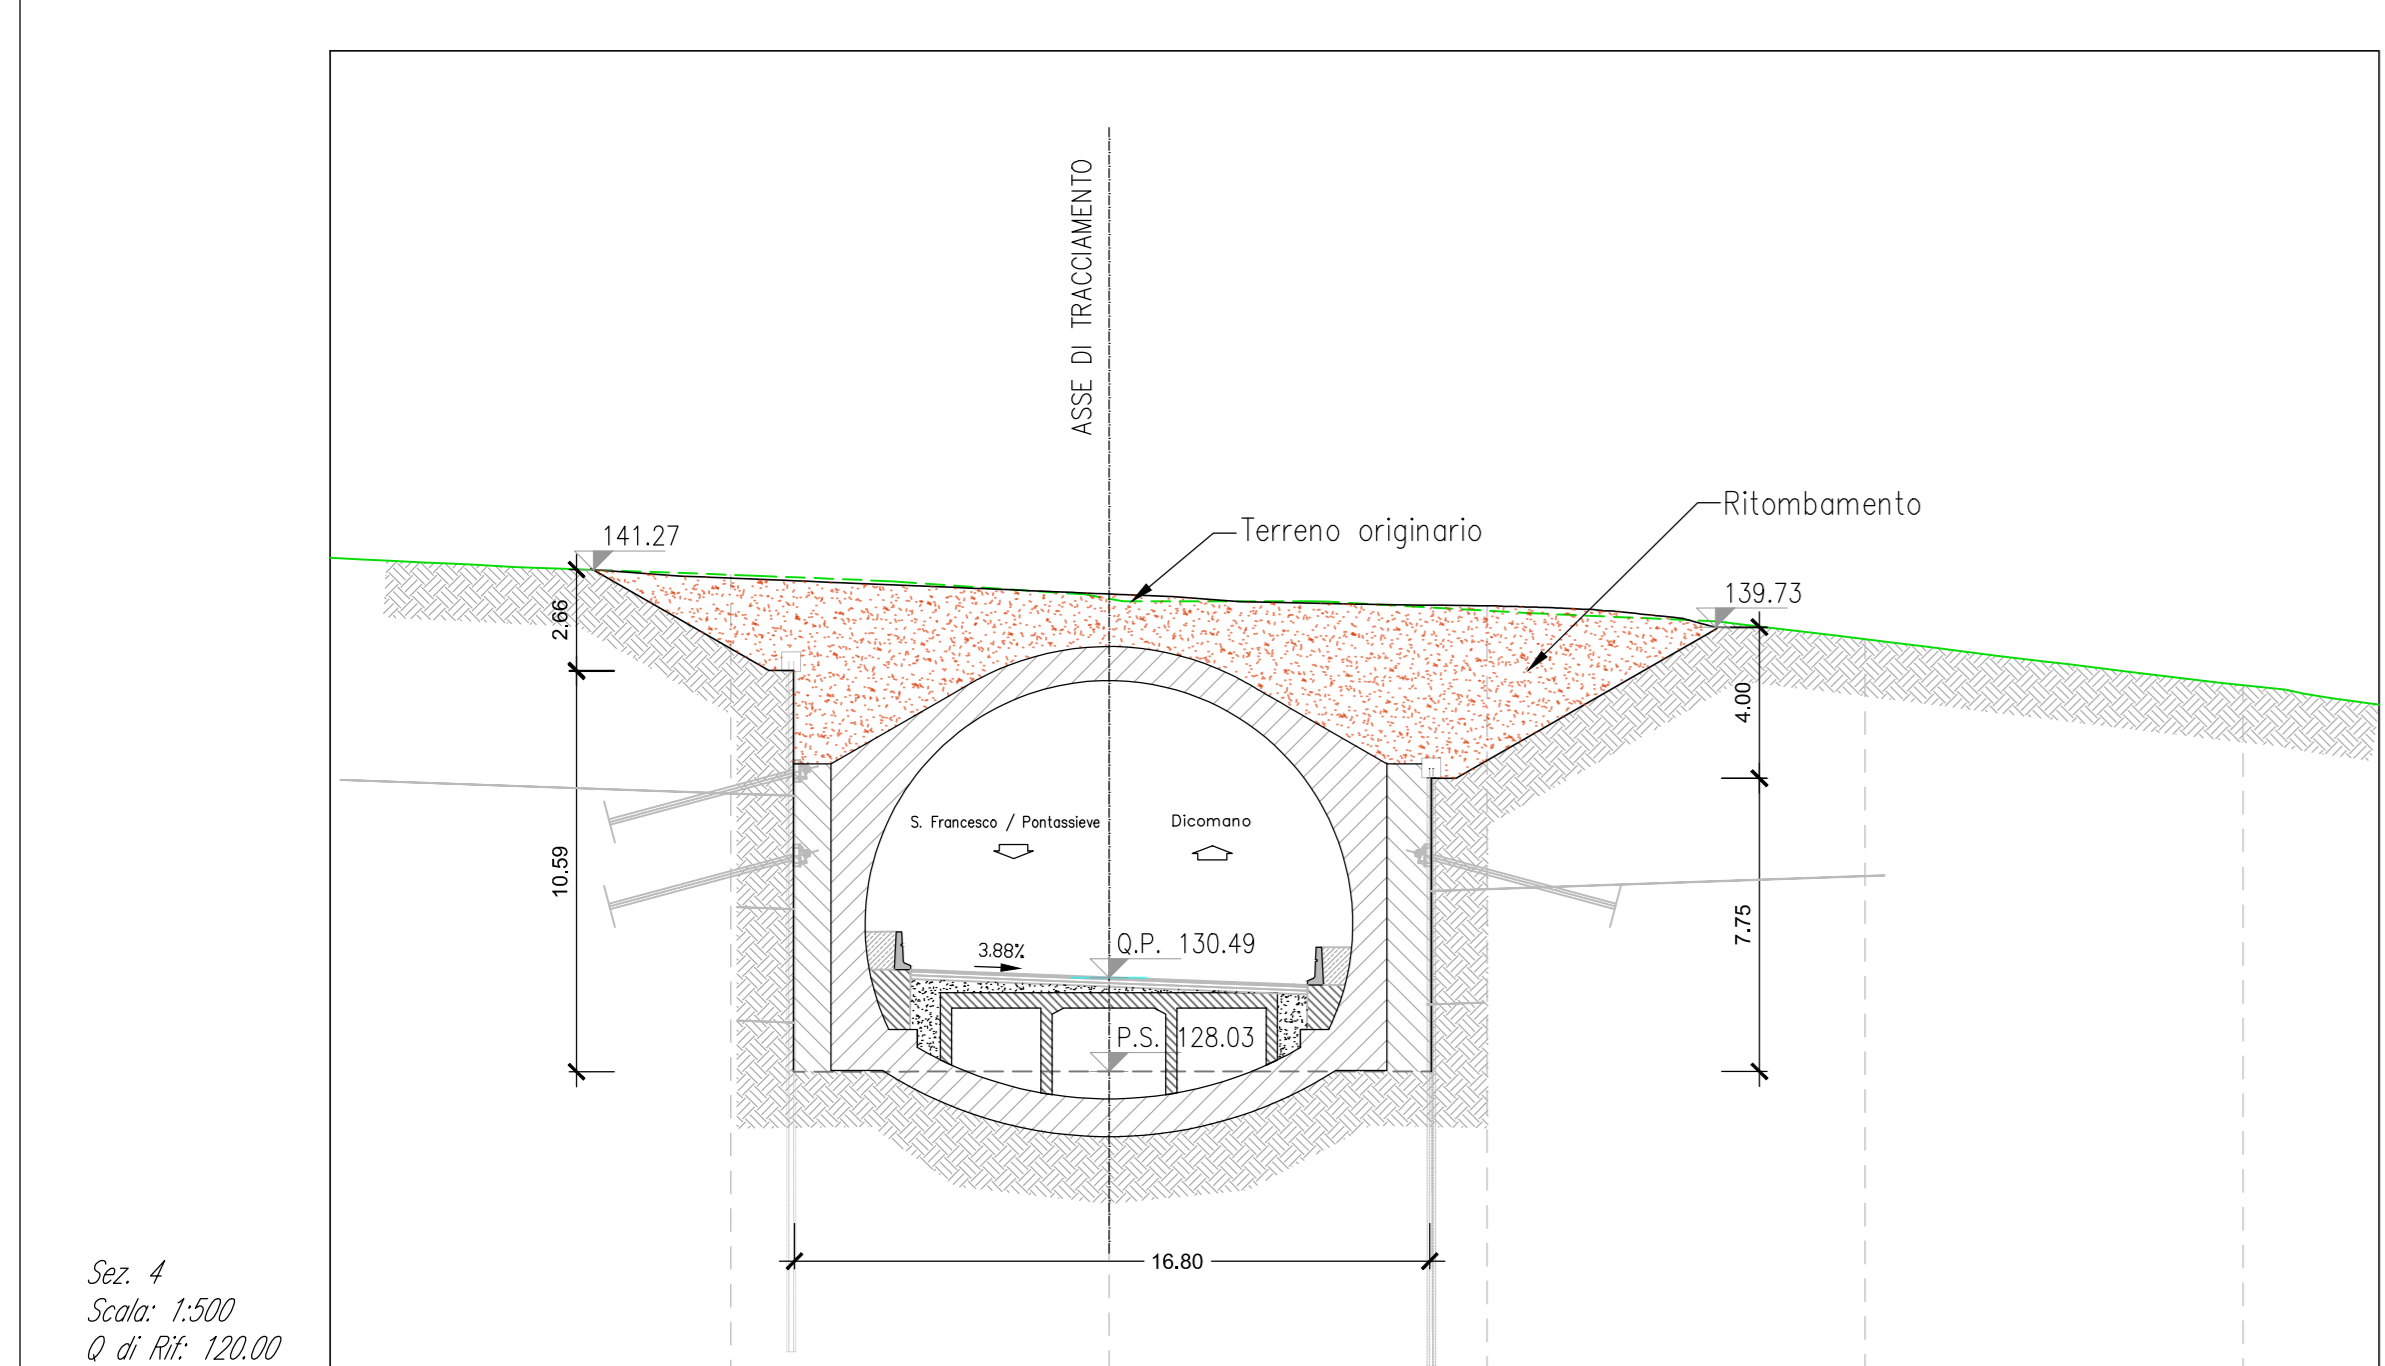 ASSE DI TRACCIAMENTO
Ritombamento
Terreno originario
141.27
139.73
2.66
4.00
S. Francesco / Pontassieve
Dicomano
10.59
7.75
3.88%
Q.P. 130.49
P.S. 128.03
16.80
Sez. 4
Scala: 1:500
Q di Rif: 120.00